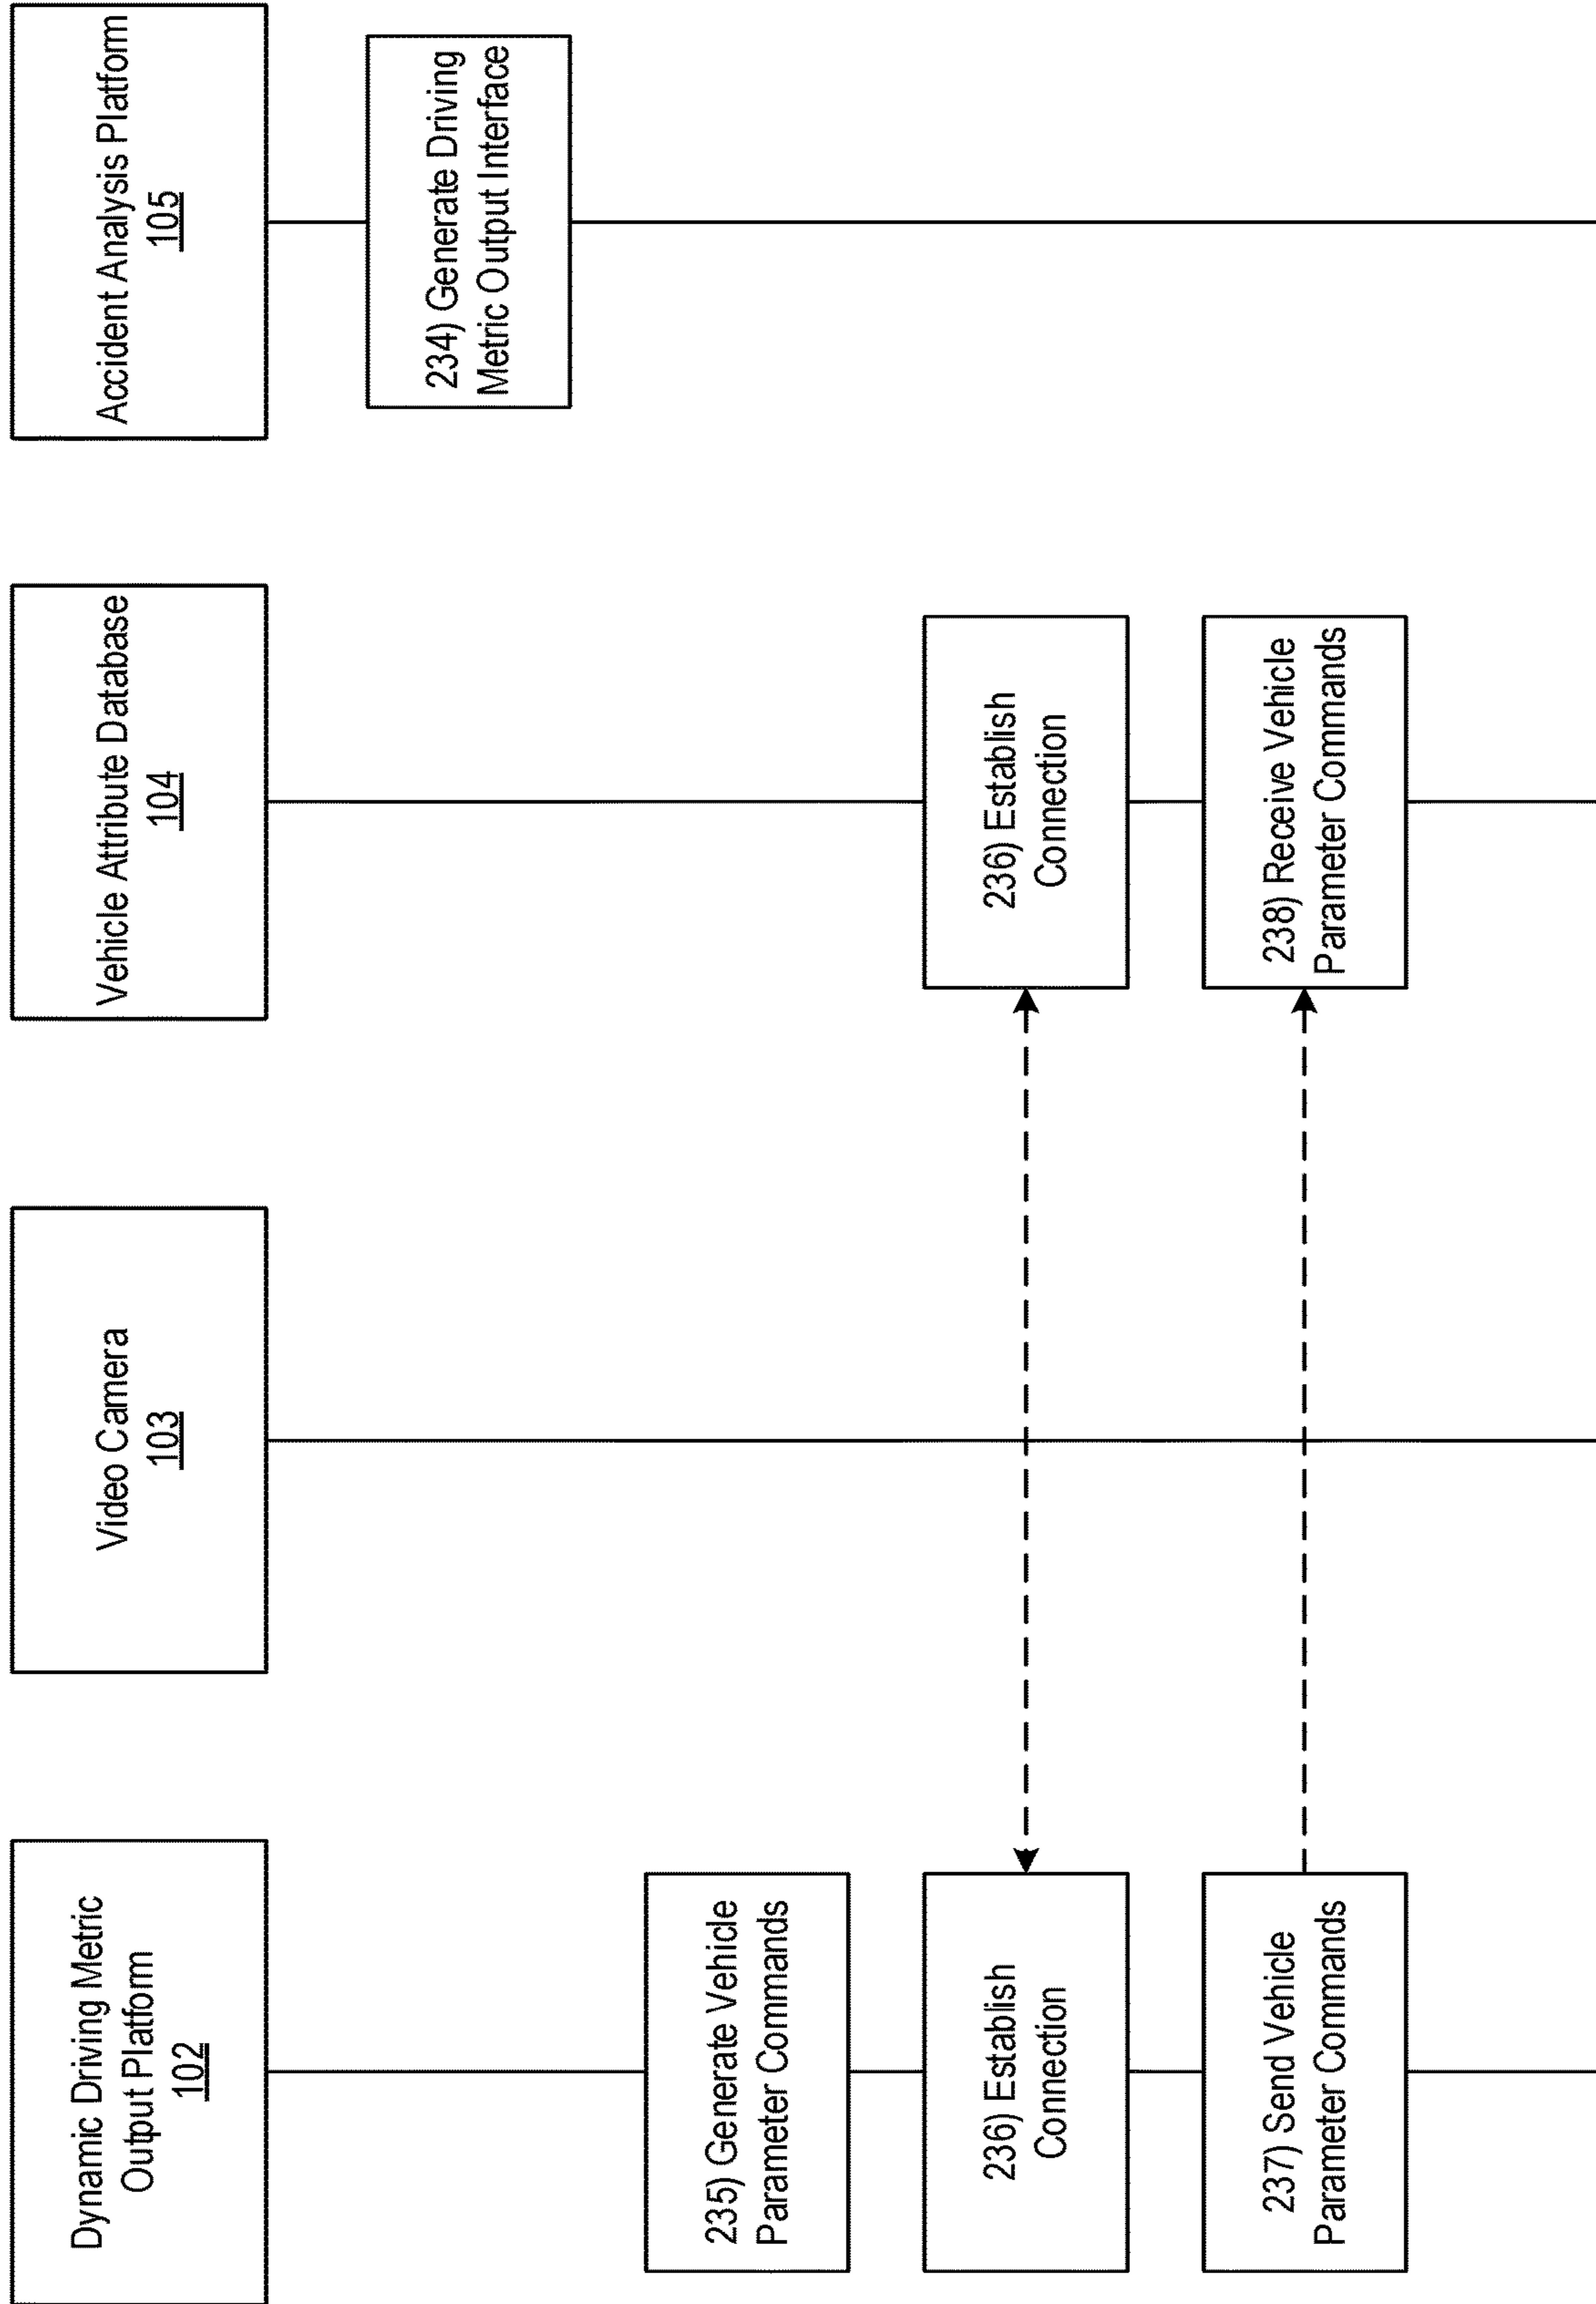 Dynamic Driving Metric
Output Platform
102
Video Camera
103
Vehicle Attribute Database
104
Accident Analysis Platform
105
234) Generate Driving
Metric Output Interface
235) Generate Vehicle
Parameter Commands
236) Establish
Connection
236) Establish
Connection
237) Send Vehicle
Parameter Commands
238) Receive Vehicle
Parameter Commands